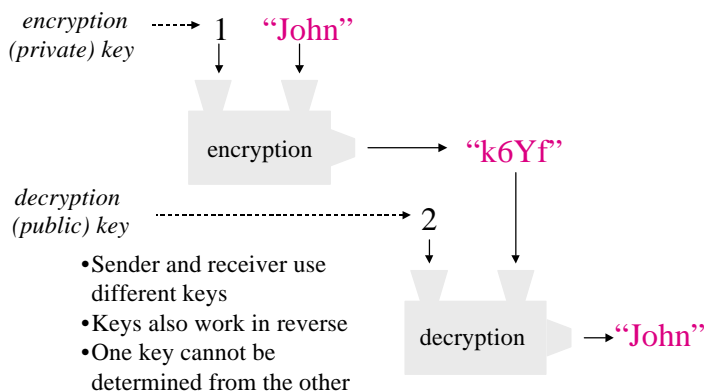 encryption
(private) key
1
“John”
encryption
“k6Yf”
decryption
(public) key
2
•Sender and receiver use
different keys
•Keys also work in reverse
•One key cannot be
determined from the other
decryption
“John”